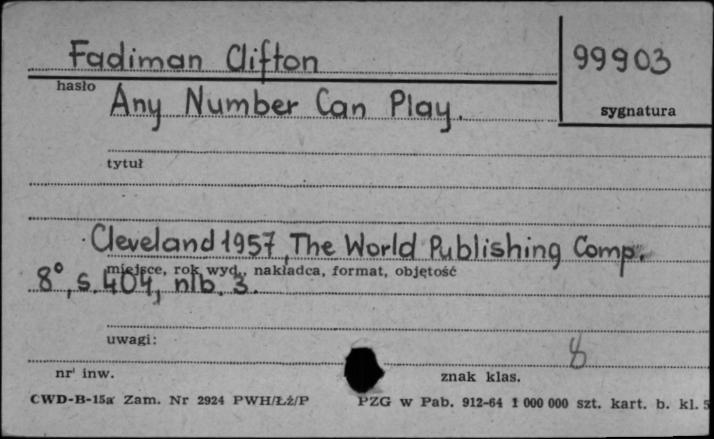 Fadiman Clifton
99903
hasło
sygnatura
Any Number Can Play.
tytuł
Cleveland 1957, The World Publishing Comp.
miejsce, rok wyd., nakładca, format, objętość
8°, s. 404, nlb. 3.
uwagi:
8
nr inw.
znak klas.
CWD-B-15a Zam. Nr 2924 PWH/Łż/P
PZG w Pab. 912-64 1 000 000 szt. kart. b. kl. 5